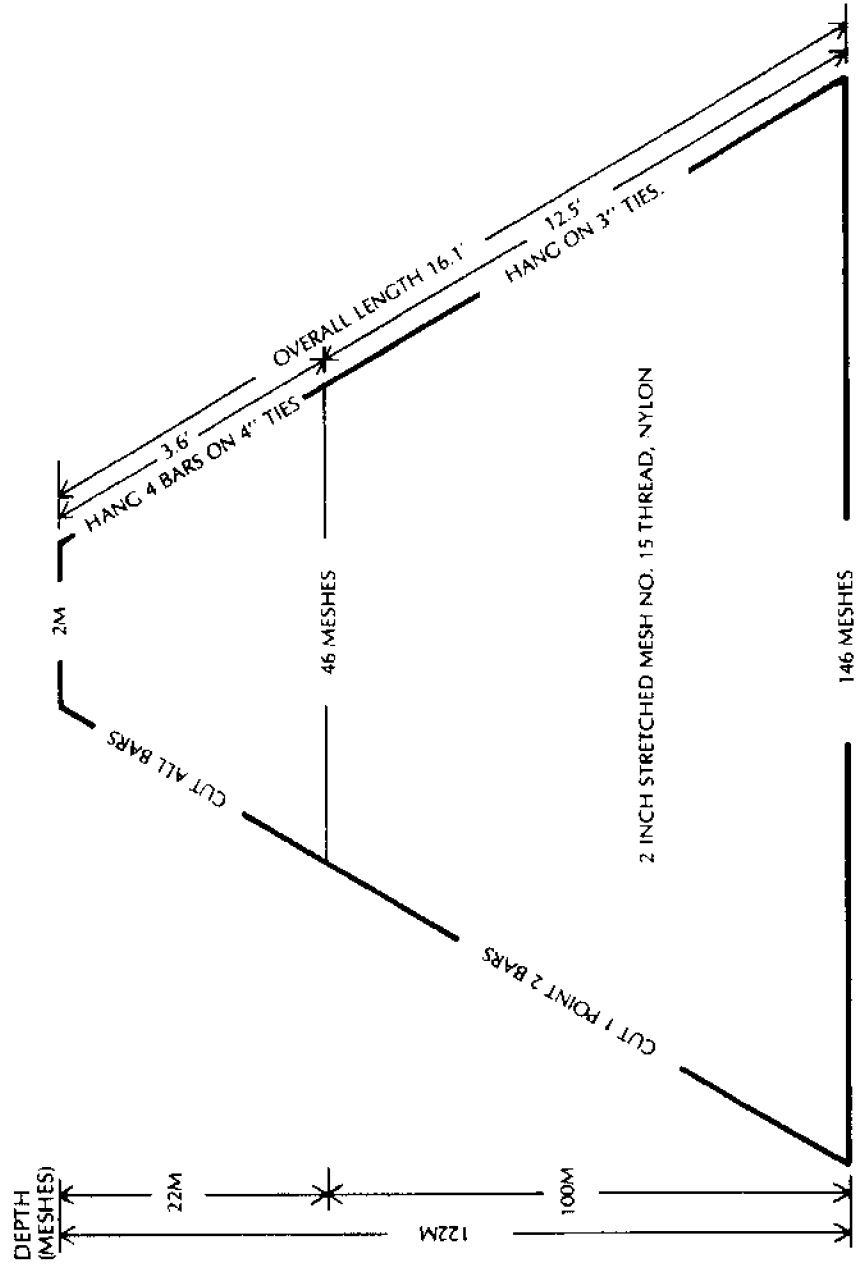 DEPTH
(MESHES)
22M
100M
122M
2M
CUT ALL BARS
CUT 1 POINT 2 BARS
46 MESHES
146 MESHES
2 INCH STRETCHED MESH NO. 15 THREAD, NYLON
3.6'
HANG 4 BARS ON 4" TIES
OVERALL LENGTH 16.1'
12.5'
HANG ON 3" TIES.